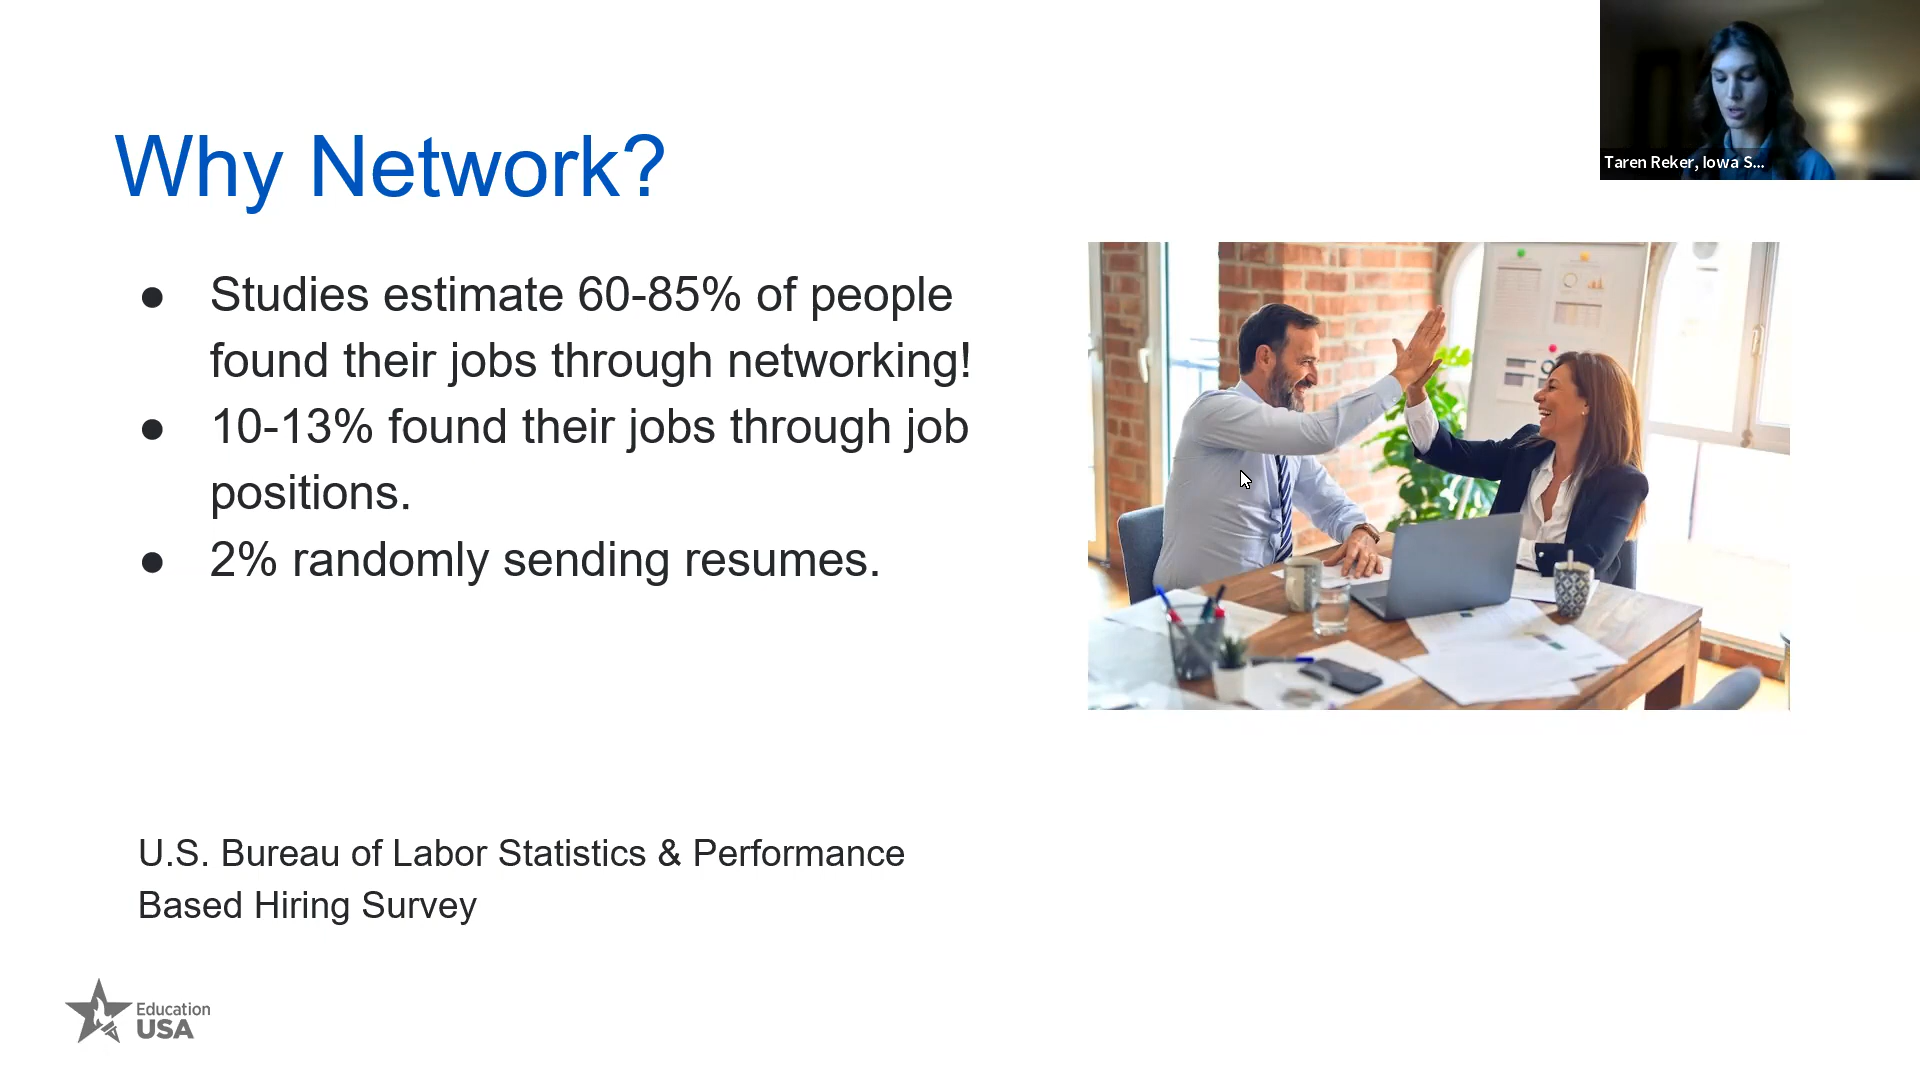 Taren Reker, Iowa S...
Why Network?
● Studies estimate 60-85% of people
found their jobs through networking!
● 10-13% found their jobs through job
positions.
● 2% randomly sending resumes.
U.S. Bureau of Labor Statistics & Performance
Based Hiring Survey
Education
USA